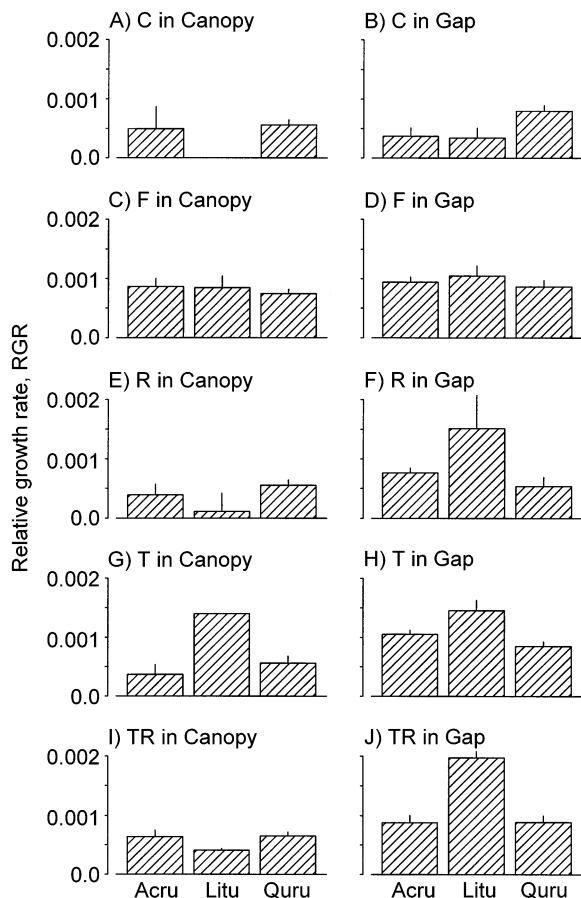 A) C in Canopy
B) C in Gap
0.002
0.001
0.0
C) F in Canopy
D) F in Gap
0.002
0.001
0.0
Relative growth rate, RGR
E) R in Canopy
F) R in Gap
0.002
0.001
0.0
G) T in Canopy
H) T in Gap
0.002
0.001
0.0
I) TR in Canopy
J) TR in Gap
0.002
0.001
0.0
Acru Litu Quru
Acru Litu Quru